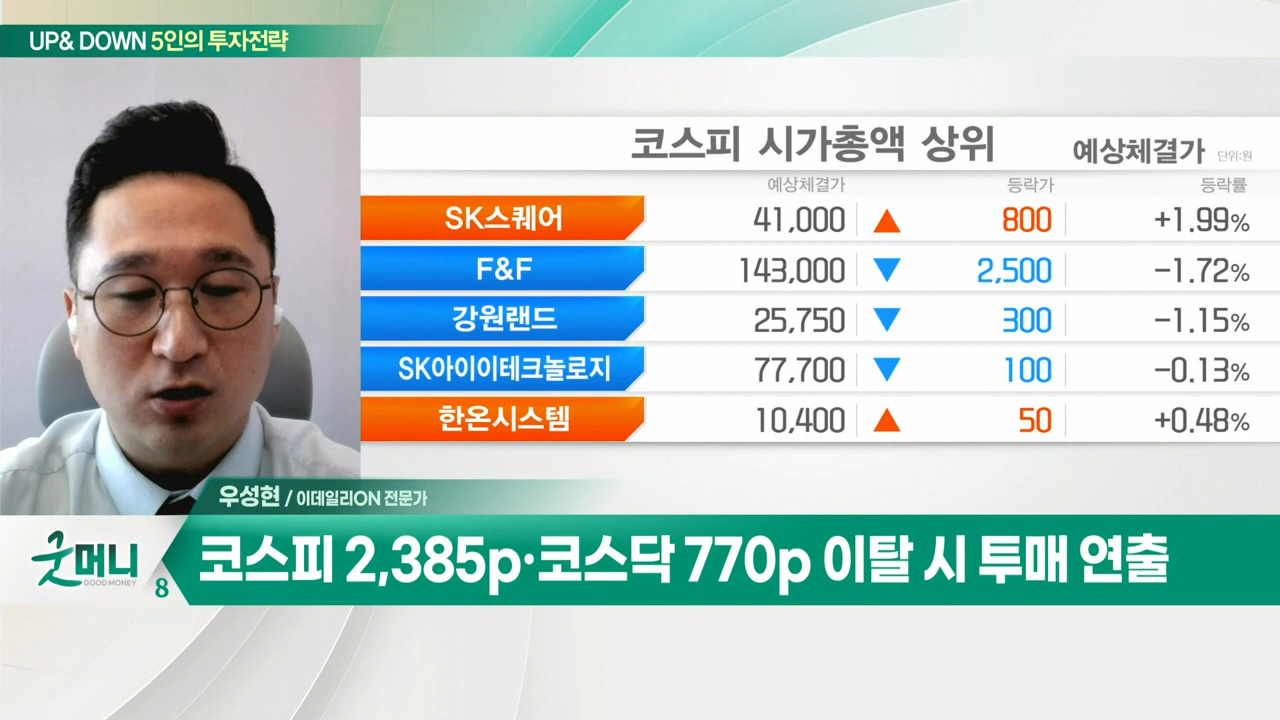 UP& DOWN 5인의 투자전략
코스피 시가총액 상위
예상체결가 단위:원
예상체결가 등락가 등락률
SK스퀘어 41,000 ▲ 800 +1.99%
F&F 143,000 ▼ 2,500 -1.72%
강원랜드 25,750 ▼ 300 -1.15%
SK아이이테크놀로지 77,700 ▼ 100 -0.13%
한온시스템 10,400 ▲ 50 +0.48%
우성현 / 이데일리ON 전문가
굿머니
GOOD MONEY
8
코스피 2,385p·코스닥 770p 이탈 시 투매 연출